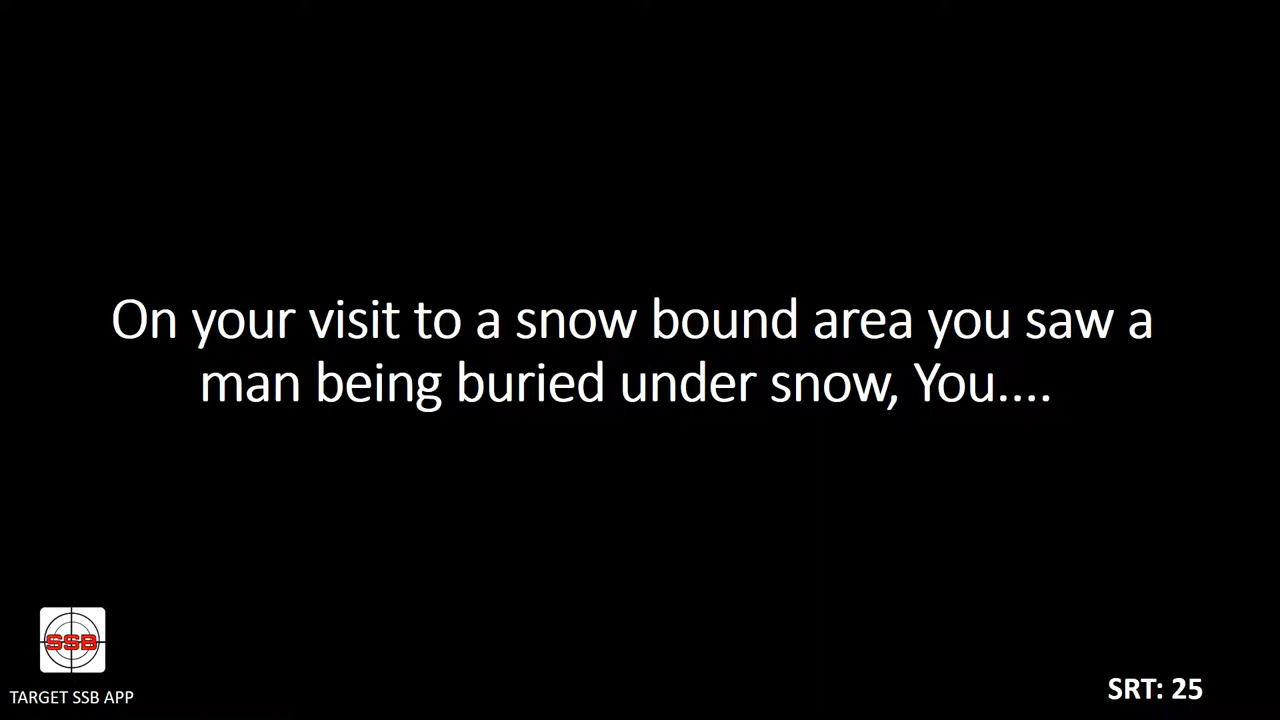 On your visit to a snow bound area you saw a
man being buried under snow, You....
SSB
TARGET SSB APP
SRT: 25